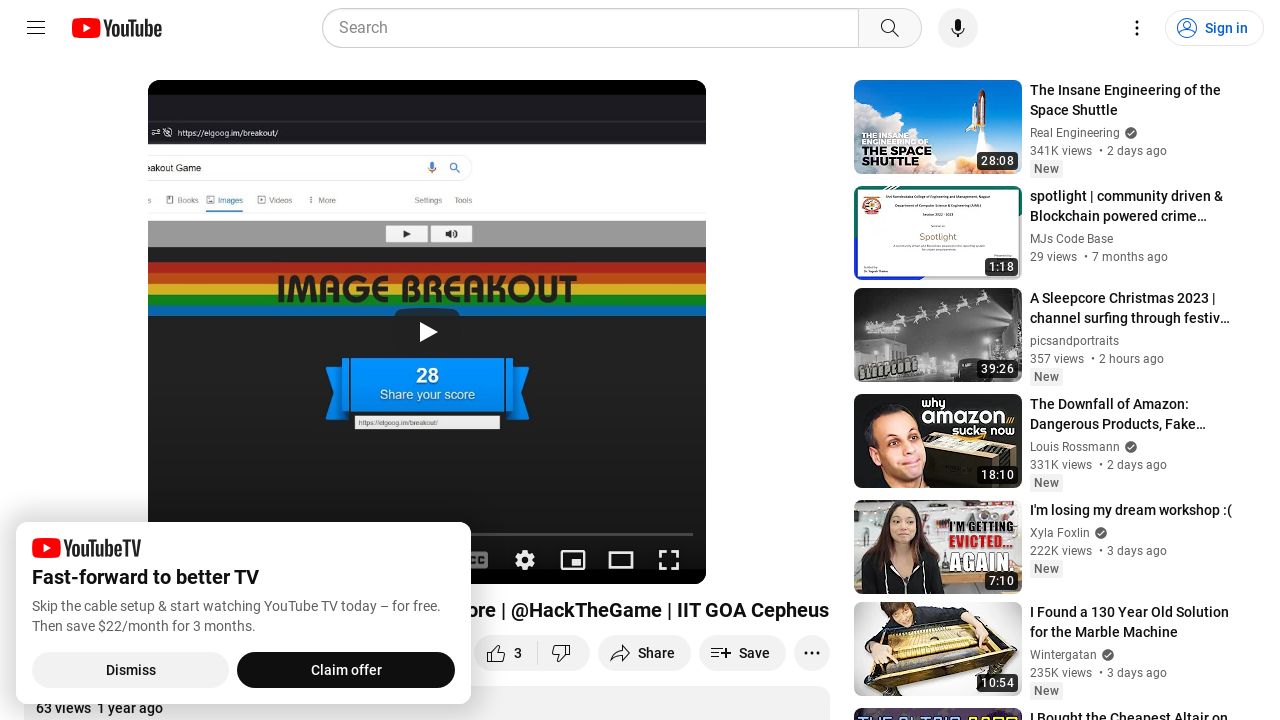 YouTube
Search
Sign in
https://elgoog.im/breakout/
eakout Game
Books
Images
Videos
More
Settings
Tools
IMAGE BREAKOUT
28
Share your score
https://elgoog.im/breakout/
CC
ore | @HackTheGame | IIT GOA Cepheus
3
Share
Save
63 views 1 year ago
YouTubeTV
Fast-forward to better TV
Skip the cable setup & start watching YouTube TV today – for free.
Then save $22/month for 3 months.
Dismiss
Claim offer
THE INSANE
ENGINEERING OF
THE SPACE
SHUTTLE
28:08
The Insane Engineering of the
Space Shuttle
Real Engineering
341K views • 2 days ago
New
Spotlight
1:18
spotlight | community driven &
Blockchain powered crime…
MJs Code Base
29 views • 7 months ago
SLEEPCORE
39:26
A Sleepcore Christmas 2023 |
channel surfing through festiv…
picsandportraits
357 views • 2 hours ago
New
why
amazon
sucks now
18:10
The Downfall of Amazon:
Dangerous Products, Fake…
Louis Rossmann
331K views • 2 days ago
New
I'M GETTING
EVICTED...
AGAIN
7:10
I'm losing my dream workshop :(
Xyla Foxlin
222K views • 3 days ago
New
10:54
I Found a 130 Year Old Solution
for the Marble Machine
Wintergatan
235K views • 3 days ago
New
I Bought the Cheapest Altair on